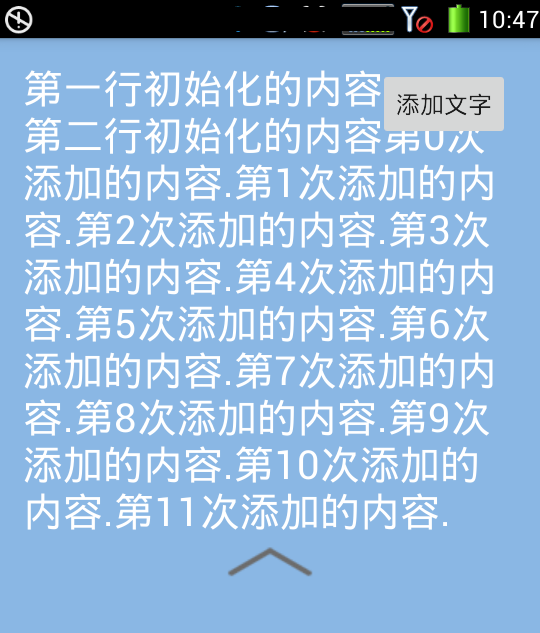 10:47
第一行初始化的内容
添加文字
第二行初始化的内容第0次
添加的内容.第1次添加的内
容.第2次添加的内容.第3次
添加的内容.第4次添加的内
容.第5次添加的内容.第6次
添加的内容.第7次添加的内
容.第8次添加的内容.第9次
添加的内容.第10次添加的
内容.第11次添加的内容.